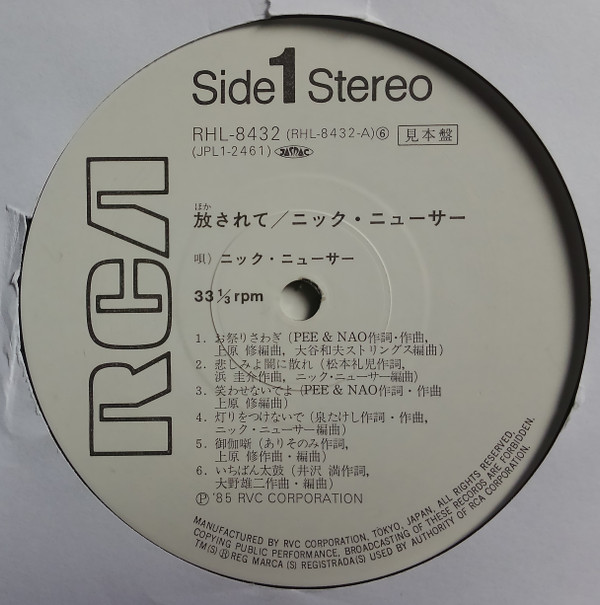 Side 1 Stereo
RHL-8432 (RHL-8432-A)⑥ 見本盤
(JPL1-2461) JASRAC
RCA
ほか
放されて／ニック・ニューサー
唄）ニック・ニューサー
33⅓rpm
1. お祭りさわぎ（PEE & NAO作詞・作曲,
上原 修編曲, 大谷和夫ストリングス編曲）
2. 悲しみよ闇に散れ（松本礼児作詞,
浜 圭介作曲, ニック・ニューサー編曲）
3. 笑わせないでよ（PEE & NAO作詞・作曲
上原 修編曲）
4. 灯りをつけないで（泉たけし作詞・作曲,
ニック・ニューサー編曲）
5. 御伽噺（ありそのみ作詞,
上原 修作曲・編曲）
6. いちばん太鼓（井沢 満作詞,
大野雄二作曲・編曲）
Ⓟ '85 RVC CORPORATION
MANUFACTURED BY RVC CORPORATION, TOKYO, JAPAN, ALL RIGHTS RESERVED,
COPYING PUBLIC PERFORMANCE, BROADCASTING OF THESE RECORDS ARE FORBIDDEN.
TM(S) Ⓡ REG MARCA (S) REGISTRADA(S) USED BY AUTHORITY OF RCA CORPORATION.